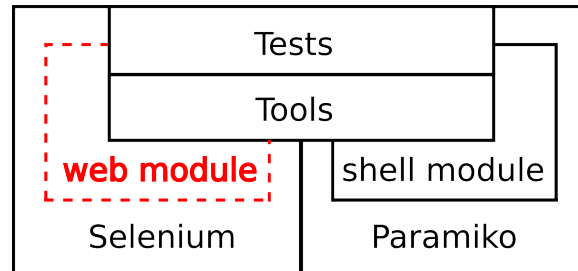 Tests
Tools
web module
shell module
Selenium
Paramiko